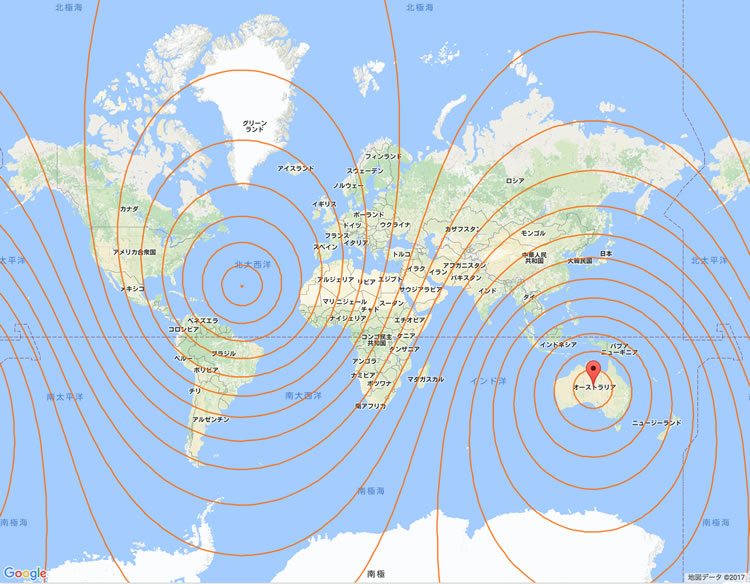 北極海
北極海
グリーン
ランド
フィンランド
アイスランド
スウェーデン
ロシア
ノルウェー
カナダ
イギリス
ポーランド
ドイツ
ウクライナ
カザフスタン
フランス
モンゴル
スペイン
イタリア
アメリカ合衆国
トルコ
中華人民
共和国
大韓民国
日本
北大西洋
太平洋
北太平洋
イラク
イラン
アフガニスタン
パキスタン
メキシコ
アルジェリア
リビア
エジプト
サウジアラビア
インド
タイ
マリ
ニジェール
チャド
スーダン
ナイジェリア
エチオピア
ベネズエラ
コロンビア
コンゴ民主
共和国
ケニア
タンザニア
インドネシア
パプア
ニューギニア
ペルー
ブラジル
ボリビア
アンゴラ
ナミビア
ボツワナ
マダガスカル
インド洋
オーストラリア
チリ
南太平洋
南大西洋
南アフリカ
アルゼンチン
ニュージーランド
南極海
南極海
南極海
南極
Google
地図データ ©2017